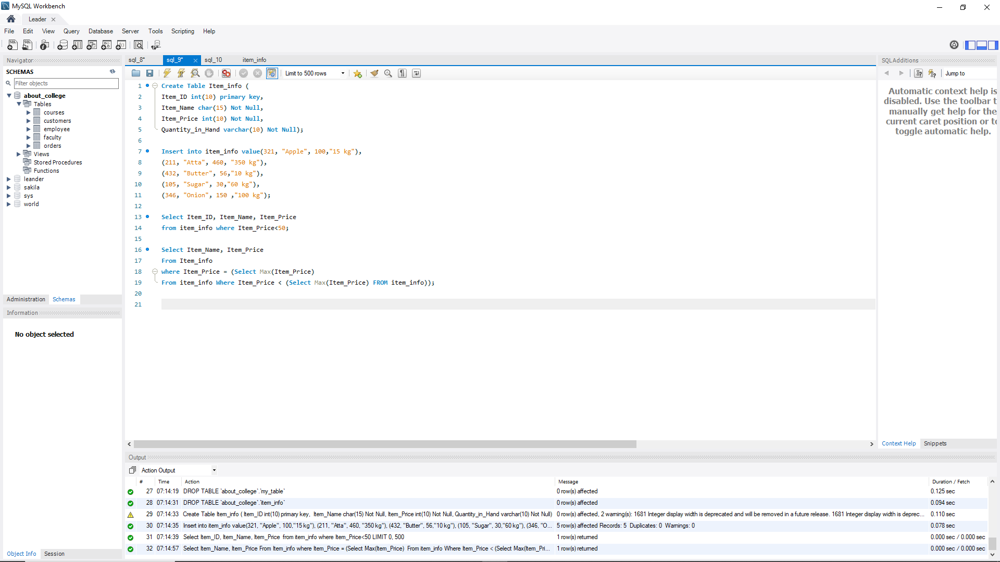 MySQL Workbench
Leader
File Edit View Query Database Server Tools Scripting Help
Navigator
SCHEMAS
Filter objects
about_college
Tables
courses
customers
employee
faculty
orders
Views
Stored Procedures
Functions
leander
sakila
sys
world
Administration Schemas
Information
No object selected
Object Info Session
sql_8* sql_9* sql_10 item_info
Limit to 500 rows
1 Create Table Item_info (
2 Item_ID int(10) primary key,
3 Item_Name char(15) Not Null,
4 Item_Price int(10) Not Null,
5 Quantity_in_Hand varchar(10) Not Null);
6
7 Insert into item_info value(321, "Apple", 100,"15 kg"),
8 (211, "Atta", 460, "350 kg"),
9 (432, "Butter", 56,"10 kg"),
10 (105, "Sugar", 30,"60 kg"),
11 (346, "Onion", 150 ,"100 kg");
12
13 Select Item_ID, Item_Name, Item_Price
14 from item_info where Item_Price<50;
15
16 Select Item_Name, Item_Price
17 From Item_info
18 where Item_Price = (Select Max(Item_Price)
19 From item_info Where Item_Price < (Select Max(Item_Price) FROM item_info));
20
21
SQLAdditions
Jump to
Automatic context help is
disabled. Use the toolbar t
manually get help for the
current caret position or to
toggle automatic help.
Context Help Snippets
Output
Action Output
# Time Action Message Duration / Fetch
27 07:14:19 DROP TABLE `about_college`.`my_table` 0 row(s) affected 0.125 sec
28 07:14:31 DROP TABLE `about_college`.`item_info` 0 row(s) affected 0.094 sec
29 07:14:33 Create Table Item_info ( Item_ID int(10) primary key, Item_Name char(15) Not Null, Item_Price int(10) Not Null, Quantity_in_Hand varchar(10) Not Null) 0 row(s) affected, 2 warning(s): 1681 Integer display width is deprecated and will be removed in a future release. 1681 Integer display width is deprec... 0.110 sec
30 07:14:35 Insert into item_info value(321, "Apple", 100,"15 kg"), (211, "Atta", 460, "350 kg"), (432, "Butter", 56,"10 kg"), (105, "Sugar", 30,"60 kg"), (346, "O... 5 row(s) affected Records: 5 Duplicates: 0 Warnings: 0 0.078 sec
31 07:14:39 Select Item_ID, Item_Name, Item_Price from item_info where Item_Price<50 LIMIT 0, 500 1 row(s) returned 0.000 sec / 0.000 sec
32 07:14:57 Select Item_Name, Item_Price From Item_info where Item_Price = (Select Max(Item_Price) From item_info Where Item_Price < (Select Max(Item_Pri... 1 row(s) returned 0.000 sec / 0.000 sec